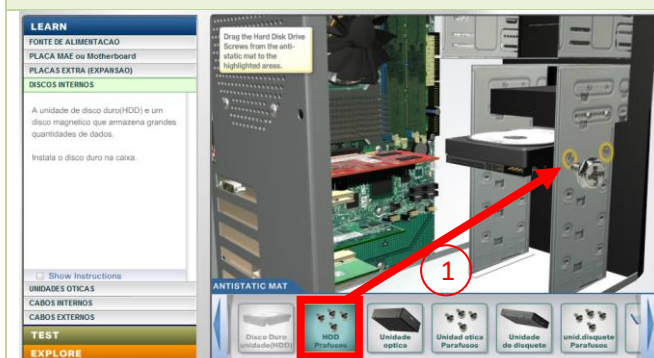 LEARN
FONTE DE ALIMENTACAO
PLACA MAE ou Motherboard
PLACAS EXTRA (EXPANSAO)
DISCOS INTERNOS
A unidade de disco duro(HDD) e um
disco magnetico que armazena grandes
quantidades de dados.
Instala o disco duro na caixa.
Show Instructions
UNIDADES OTICAS
CABOS INTERNOS
CABOS EXTERNOS
TEST
EXPLORE
Drag the Hard Disk Drive
Screws from the anti-
static mat to the
highlighted areas.
1
ANTISTATIC MAT
Disco Duro
unidade(HDD)
HDD
Prafusos
Unidade
optica
Unidad otica
Parafusos
Unidade
de disquete
unid.disquete
Parafusos